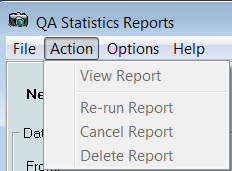 QA Statistics Reports
File Action Options Help
View Report
Re-run Report
Cancel Report
Delete Report